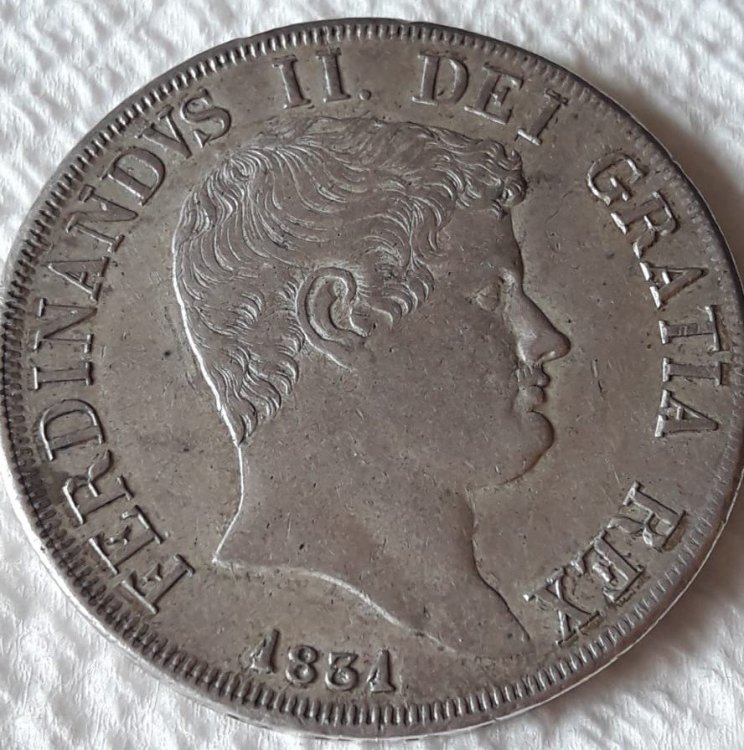 FERDINANDVS II. DEI GRATIA REX
1831